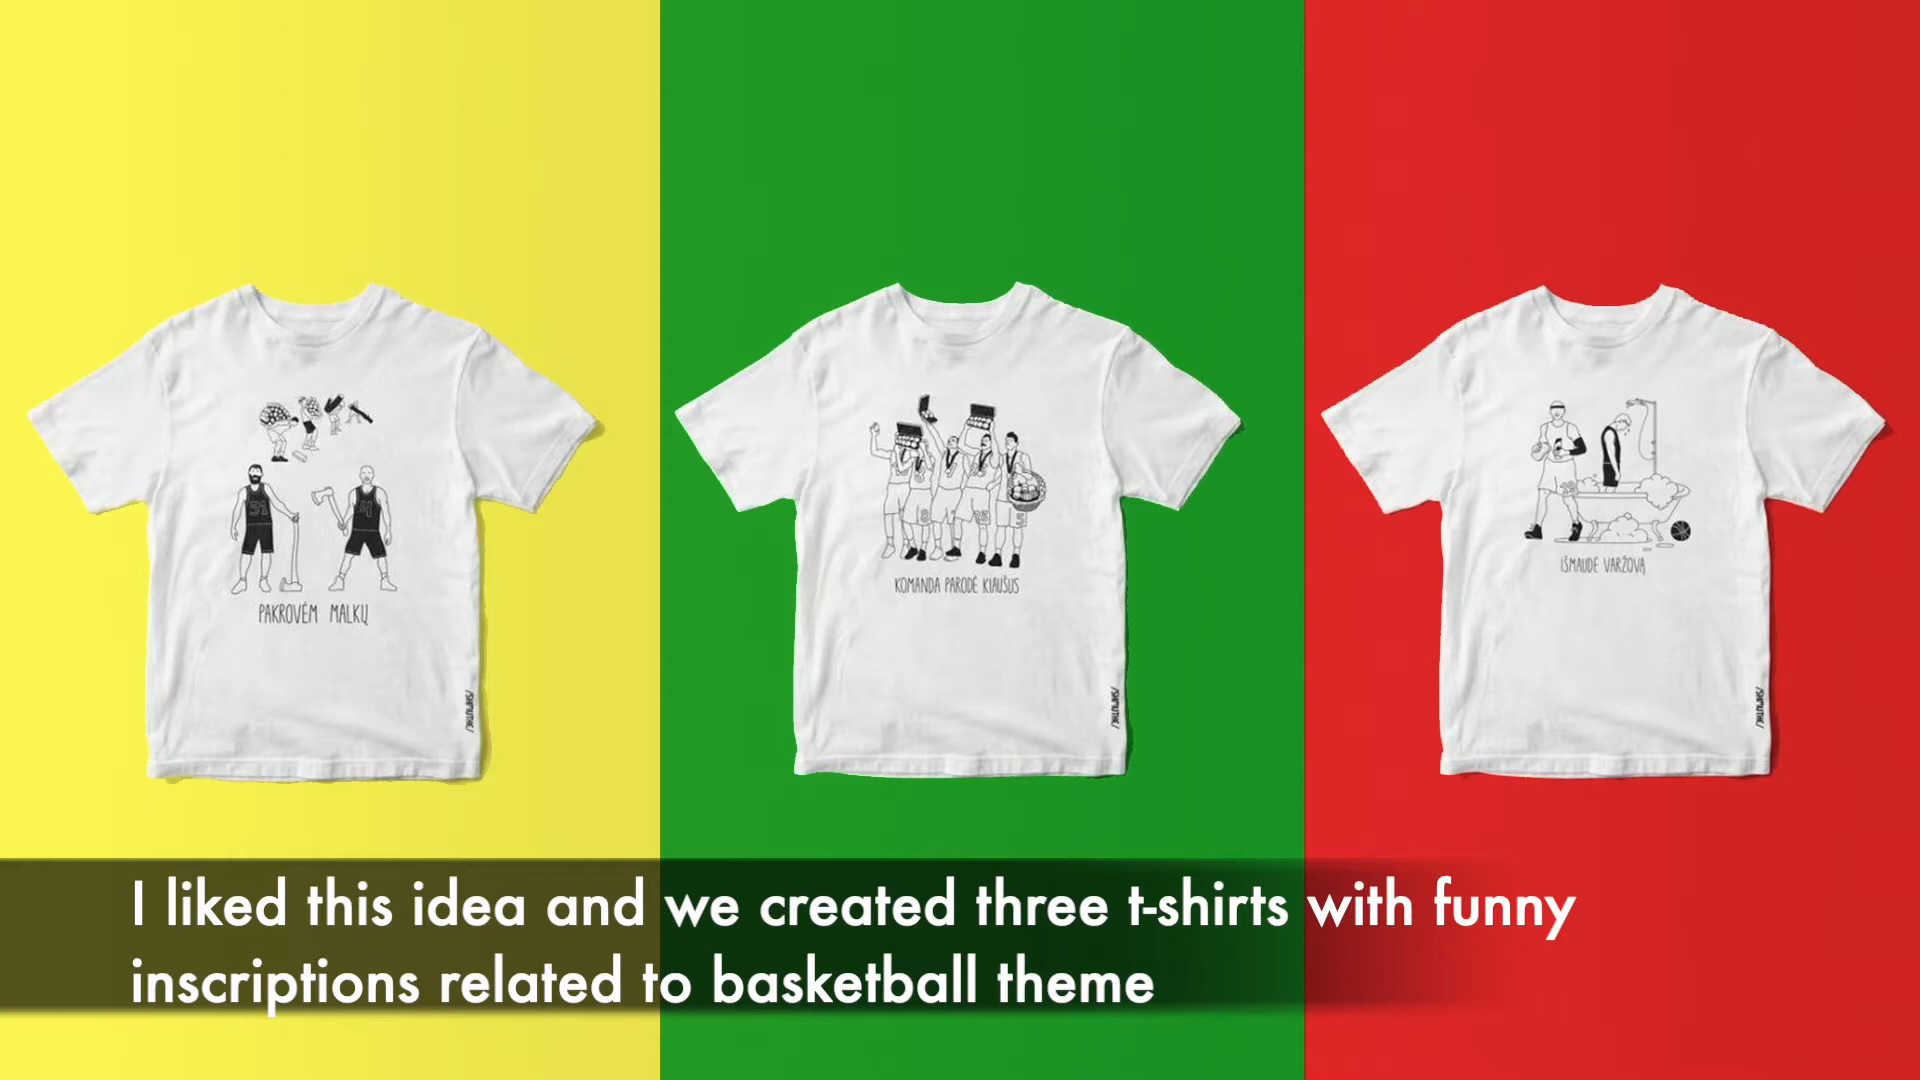 PAKROVĖM MALKŲ
KOMANDA PARODĖ KIAUŠUS
IŠMAUDĖ VARŽOVĄ
I liked this idea and we created three t-shirts with funny
inscriptions related to basketball theme